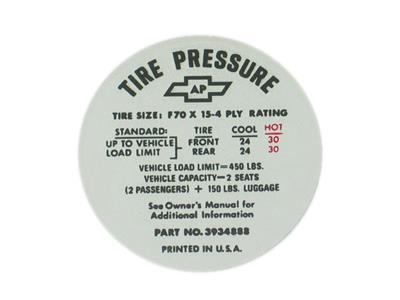 TIRE PRESSURE
AP
TIRE SIZE: F70 X 15-4 PLY RATING
STANDARD: TIRE COOL HOT
UP TO VEHICLE FRONT 24 30
LOAD LIMIT REAR 24 30
VEHICLE LOAD LIMIT=450 LBS.
VEHICLE CAPACITY-2 SEATS
(2 PASSENGERS) + 150 LBS. LUGGAGE
See Owner's Manual for
Additional Information
PART NO. 3934888
PRINTED IN U.S.A.